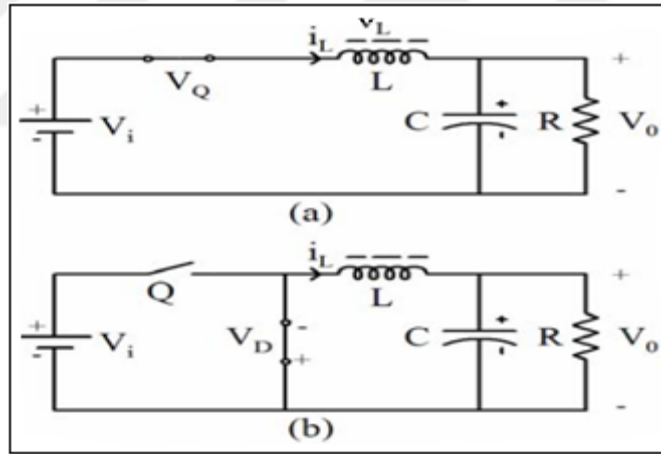 v_L
i_L
V_Q
L
+
V_i
-
C
+
-
R
+
V_0
-
(a)
i_L
Q
L
+
V_i
-
V_D
-
+
C
+
-
R
+
V_0
-
(b)